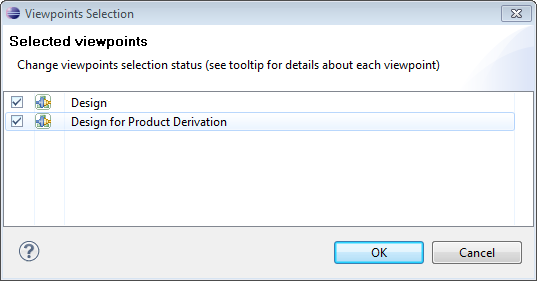 Viewpoints Selection
Selected viewpoints
Change viewpoints selection status (see tooltip for details about each viewpoint)
Design
Design for Product Derivation
?
OK
Cancel